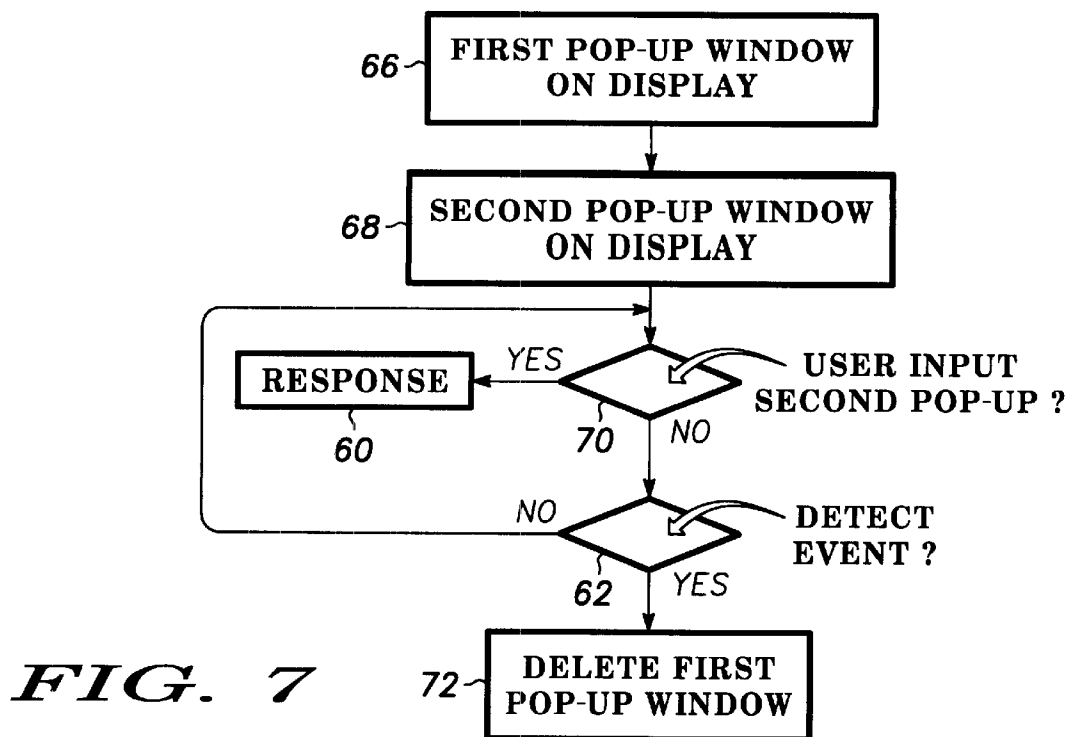 66
FIRST POP-UP WINDOW
ON DISPLAY
68
SECOND POP-UP WINDOW
ON DISPLAY
YES
RESPONSE
60
70
USER INPUT
SECOND POP-UP ?
NO
NO
DETECT
EVENT ?
62
YES
72
DELETE FIRST
POP-UP WINDOW
FIG. 7